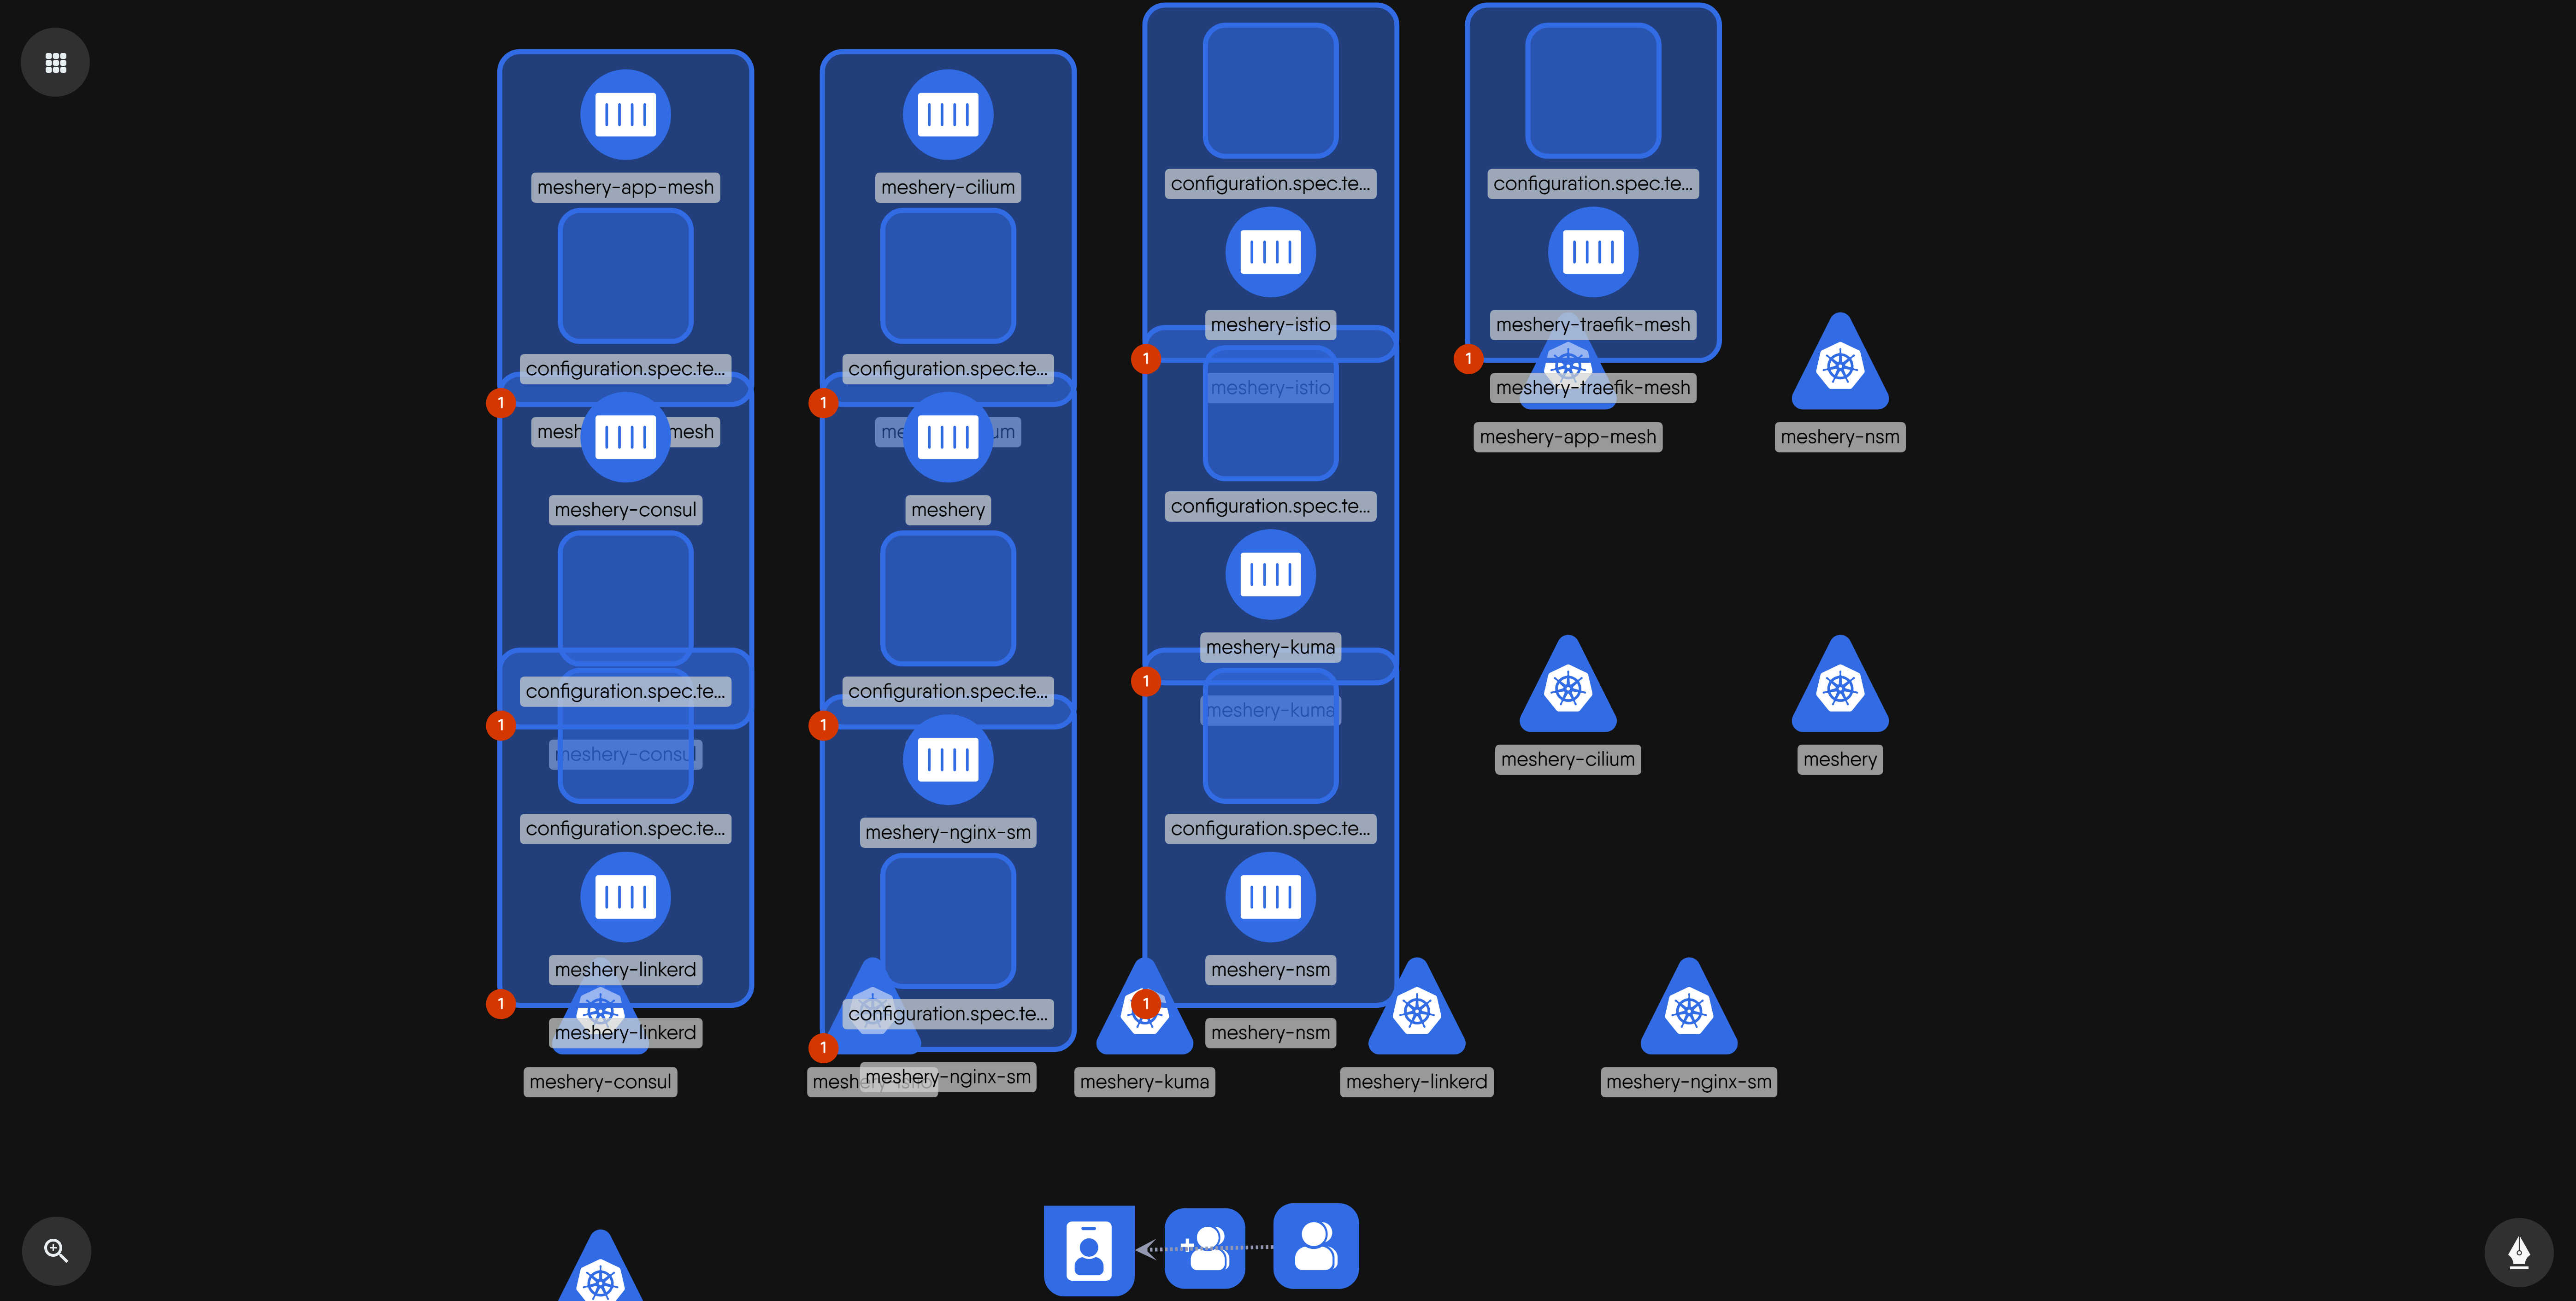 meshery-app-mesh
configuration.spec.te...
1
mesh
mesh
meshery-consul
configuration.spec.te...
1
meshery-consul
configuration.spec.te...
meshery-linkerd
1
meshery-linkerd
meshery-consul
meshery-cilium
configuration.spec.te...
1
me
um
meshery
configuration.spec.te...
1
meshery-nginx-sm
configuration.spec.te...
1
meshery-nginx-sm
configuration.spec.te...
meshery-istio
1
meshery-istio
configuration.spec.te...
meshery-kuma
1
meshery-kuma
configuration.spec.te...
meshery-nsm
1
meshery-nsm
meshery-kuma
configuration.spec.te...
meshery-traefik-mesh
1
meshery-traefik-mesh
meshery-app-mesh
meshery-nsm
meshery-cilium
meshery
meshery-linkerd
meshery-nginx-sm